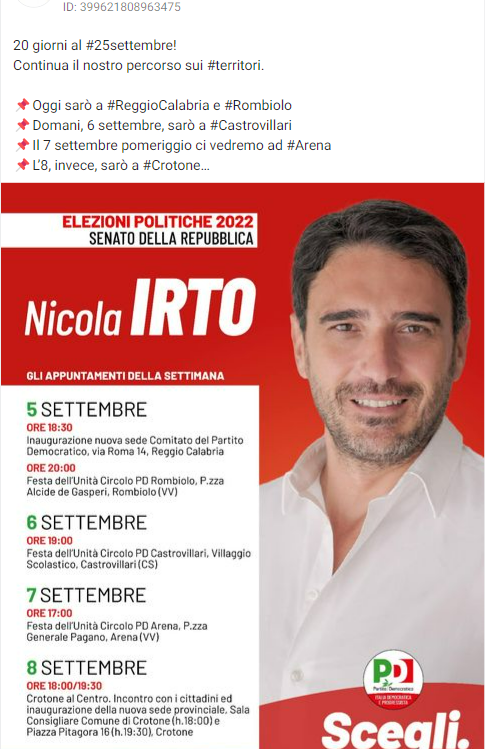 ID: 399621808963475
20 giorni al #25settembre!
Continua il nostro percorso sui #territori.
📌 Oggi sarò a #ReggioCalabria e #Rombiolo
📌 Domani, 6 settembre, sarò a #Castrovillari
📌 Il 7 settembre pomeriggio ci vedremo ad #Arena
📌 L'8, invece, sarò a #Crotone...
ELEZIONI POLITICHE 2022
SENATO DELLA REPUBBLICA
Nicola IRTO
GLI APPUNTAMENTI DELLA SETTIMANA
5 SETTEMBRE
ORE 18:30
Inaugurazione nuova sede Comitato del Partito
Democratico, via Roma 14, Reggio Calabria
ORE 20:00
Festa dell'Unità Circolo PD Rombiolo, P.zza
Alcide de Gasperi, Rombiolo (VV)
6 SETTEMBRE
ORE 19:00
Festa dell'Unità Circolo PD Castrovillari, Villaggio
Scolastico, Castrovillari (CS)
7 SETTEMBRE
ORE 17:00
Festa dell'Unità Circolo PD Arena, P.zza
Generale Pagano, Arena (VV)
8 SETTEMBRE
ORE 18:00/19:30
Crotone al Centro. Incontro con i cittadini ed
inaugurazione della nuova sede provinciale, Sala
Consigliare Comune di Crotone (h.18:00) e
Piazza Pitagora 16 (h.19:30), Crotone
PD
Partito Democratico
ITALIA DEMOCRATICA
E PROGRESSISTA
Scegli.